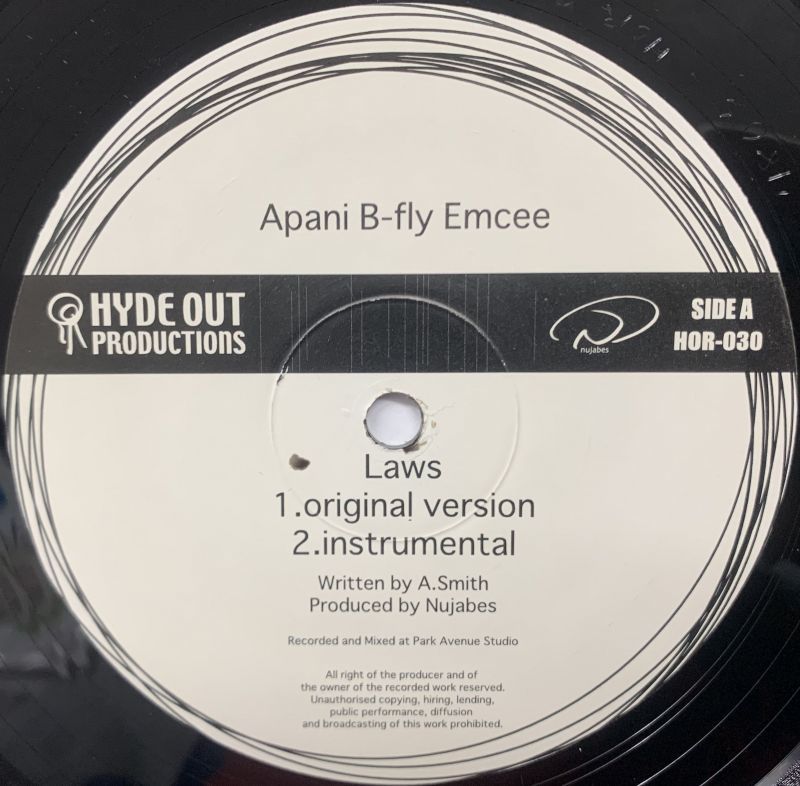 Apani B-fly Emcee
HYDE OUT
PRODUCTIONS
nujabes
SIDE A
HOR-030
Laws
1.original version
2.instrumental
Written by A.Smith
Produced by Nujabes
Recorded and Mixed at Park Avenue Studio
All right of the producer and of
the owner of the recorded work reserved.
Unauthorised copying, hiring, lending,
public performance, diffusion
and broadcasting of this work prohibited.